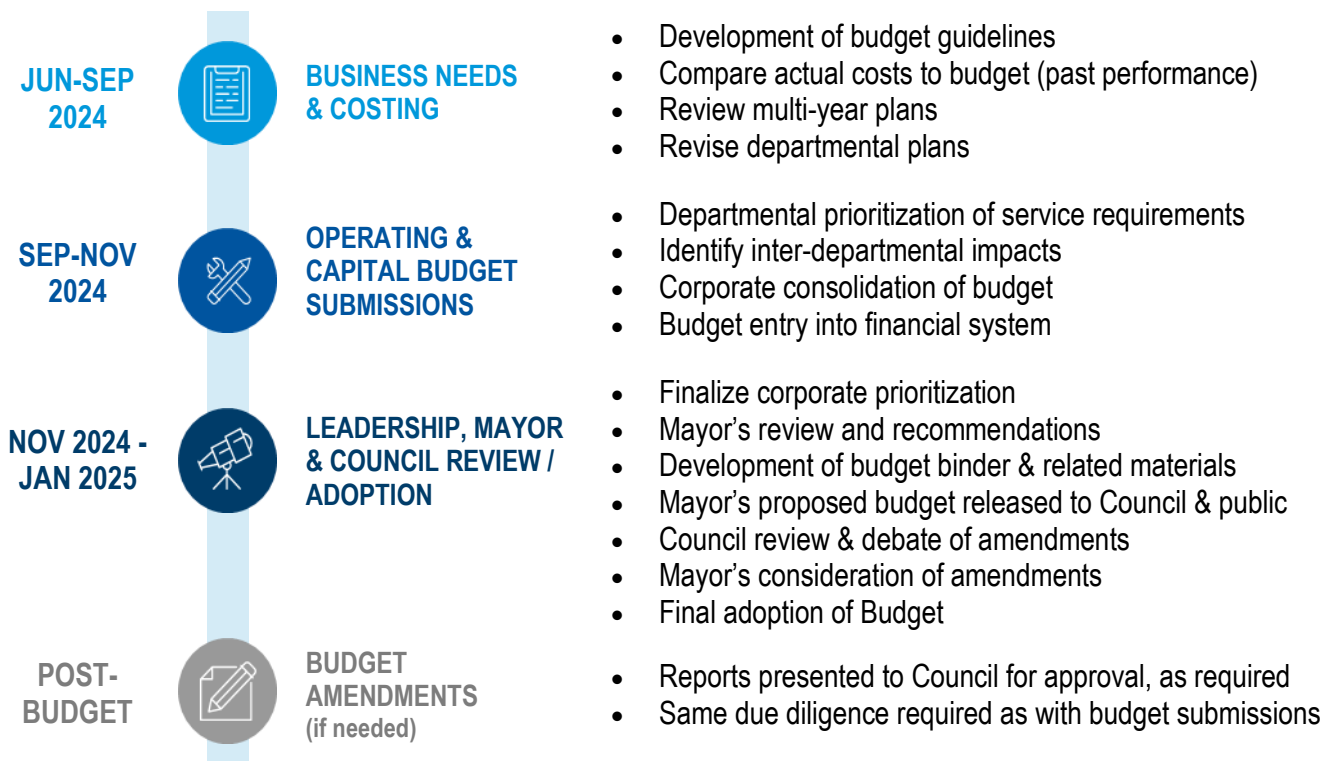 JUN-SEP
2024
BUSINESS NEEDS
& COSTING
• Development of budget guidelines
• Compare actual costs to budget (past performance)
• Review multi-year plans
• Revise departmental plans
SEP-NOV
2024
OPERATING &
CAPITAL BUDGET
SUBMISSIONS
• Departmental prioritization of service requirements
• Identify inter-departmental impacts
• Corporate consolidation of budget
• Budget entry into financial system
NOV 2024 -
JAN 2025
LEADERSHIP, MAYOR
& COUNCIL REVIEW /
ADOPTION
• Finalize corporate prioritization
• Mayor's review and recommendations
• Development of budget binder & related materials
• Mayor's proposed budget released to Council & public
• Council review & debate of amendments
• Mayor's consideration of amendments
• Final adoption of Budget
POST-
BUDGET
BUDGET
AMENDMENTS
(if needed)
• Reports presented to Council for approval, as required
• Same due diligence required as with budget submissions